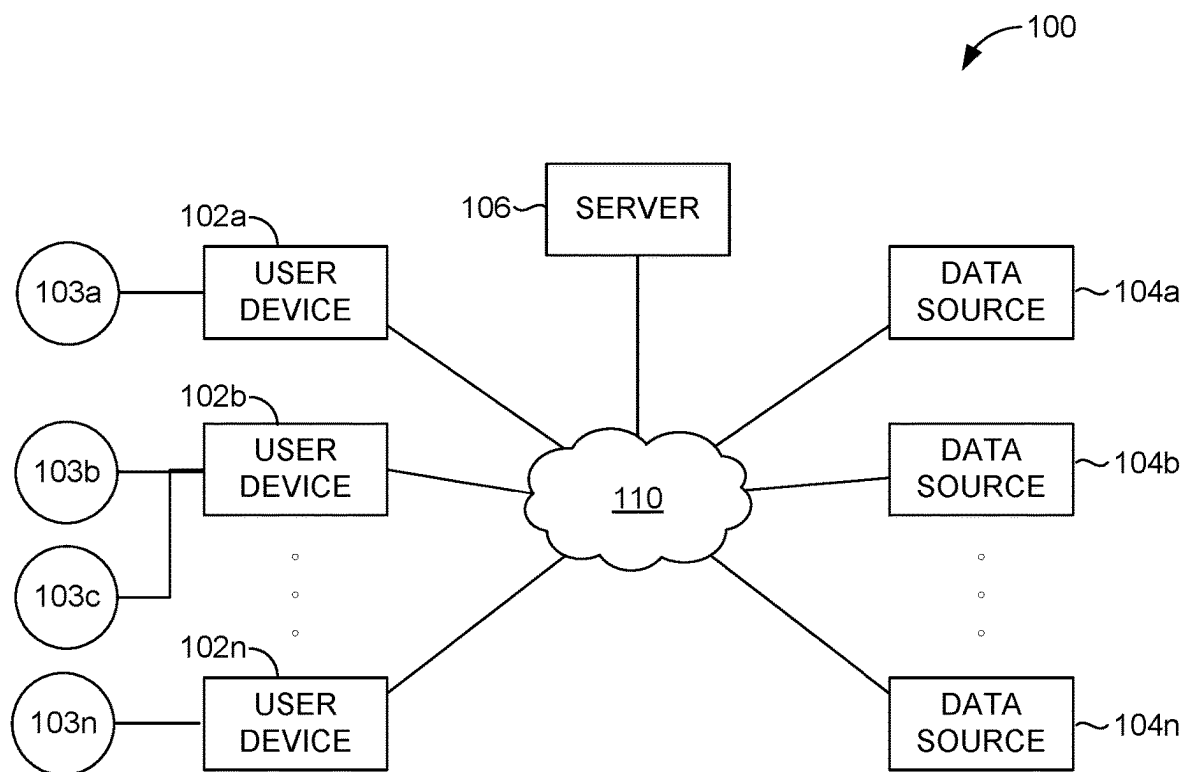 100
106
SERVER
102a
103a
USER
DEVICE
DATA
SOURCE
104a
102b
103b
USER
DEVICE
110
DATA
SOURCE
104b
103c
102n
103n
USER
DEVICE
DATA
SOURCE
104n